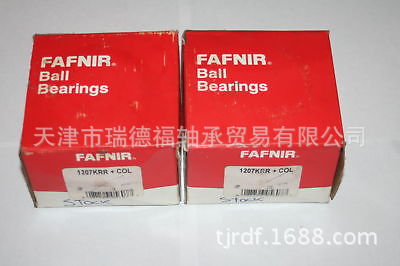 FAFNIR®
Ball
Bearings
FAFNIR®
Ball
Bearings
天津市瑞德福轴承贸易有限公司
FAFNIR
1207KRR + COL
Stock
FAFNIR
1207KRR + COL
Stock
tjrdf.1688.com